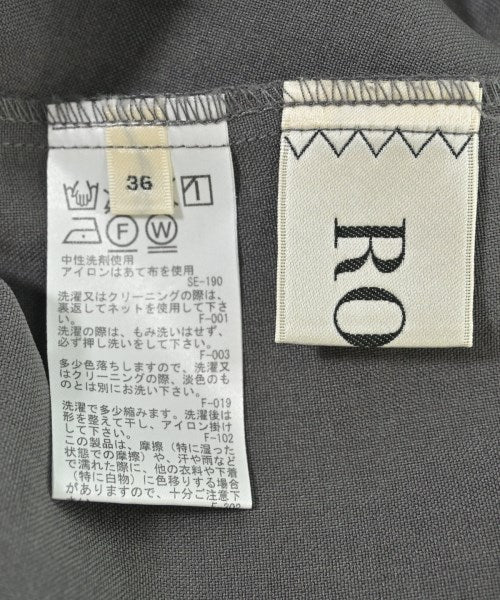 36
F
W
中性洗剤使用
アイロンはあて布を使用
SE-190
洗濯又はクリーニングの際は、
裏返してネットを使用して下さ
い。
F-001
洗濯の際は、もみ洗いはせず、
必ず押し洗いをして下さい。
F-003
多少色落ちしますので、洗濯又
はクリーニングの際、淡色のも
のとは別にお洗い下さい。
F-019
洗濯で多少縮みます。洗濯後は
形を整えて干し、アイロン掛け
して下さい。
F-102
この製品は、摩擦(特に湿った
状態での摩擦)や、汗や雨など
で濡れた際に、他の衣料や下着
(特に白物)に色移りする場合
がありますので、十分ご注意下
RO